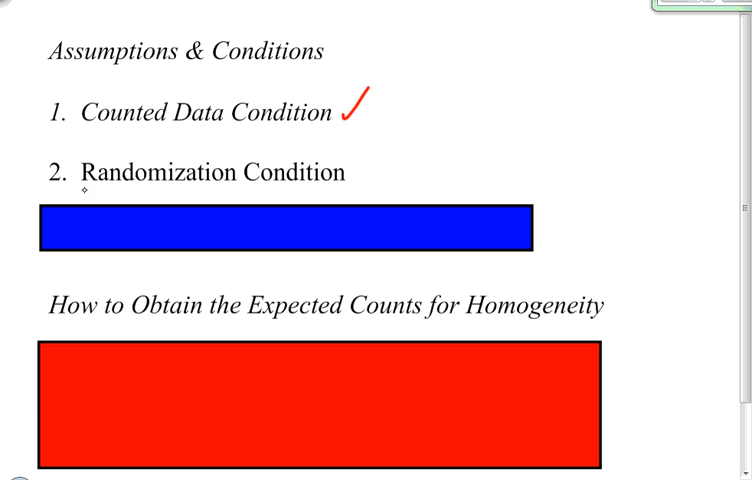 Assumptions & Conditions
1. Counted Data Condition
2. Randomization Condition
How to Obtain the Expected Counts for Homogeneity